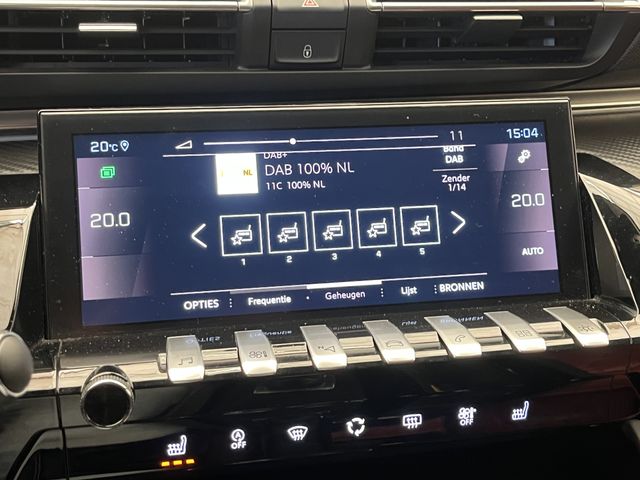 20°C
11
15:04
NL
DAB+
DAB 100% NL
11C 100% NL
Band
DAB
Zender
1/14
20.0
20.0
AUTO
1 2 3 4 5
OPTIES Frequentie Geheugen Lijst BRONNEN
OFF
OFF